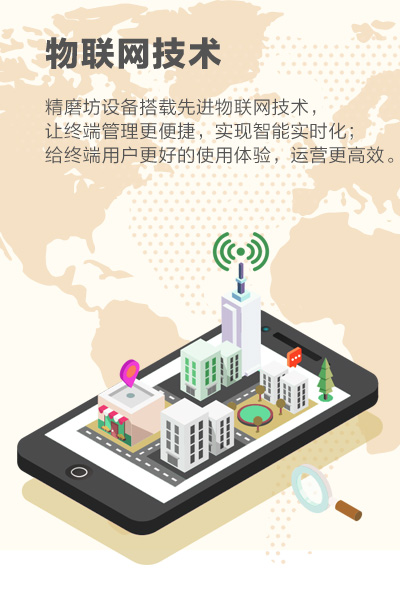 物联网技术
精磨坊设备搭载先进物联网技术，
让终端管理更便捷，实现智能实时化；
给终端用户更好的使用体验，运营更高效。